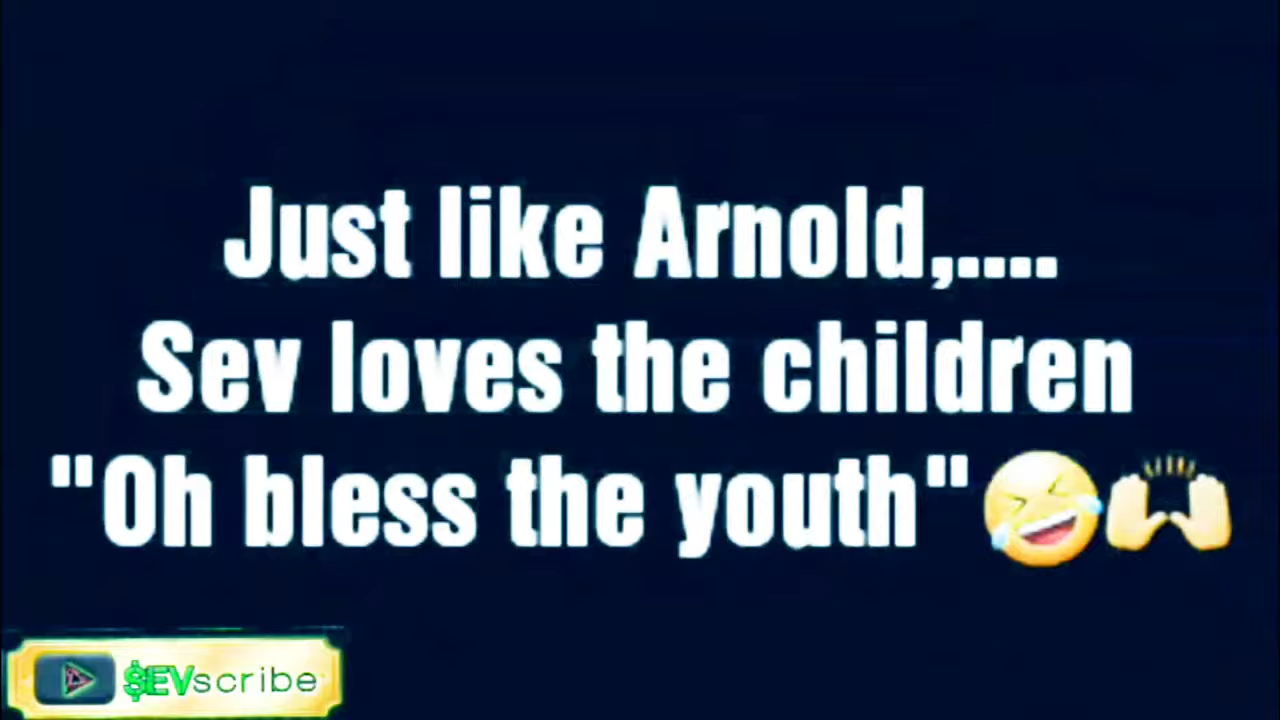 Just like Arnold,....
Sev loves the children
"Oh bless the youth"🤣🙌
$EVscribe